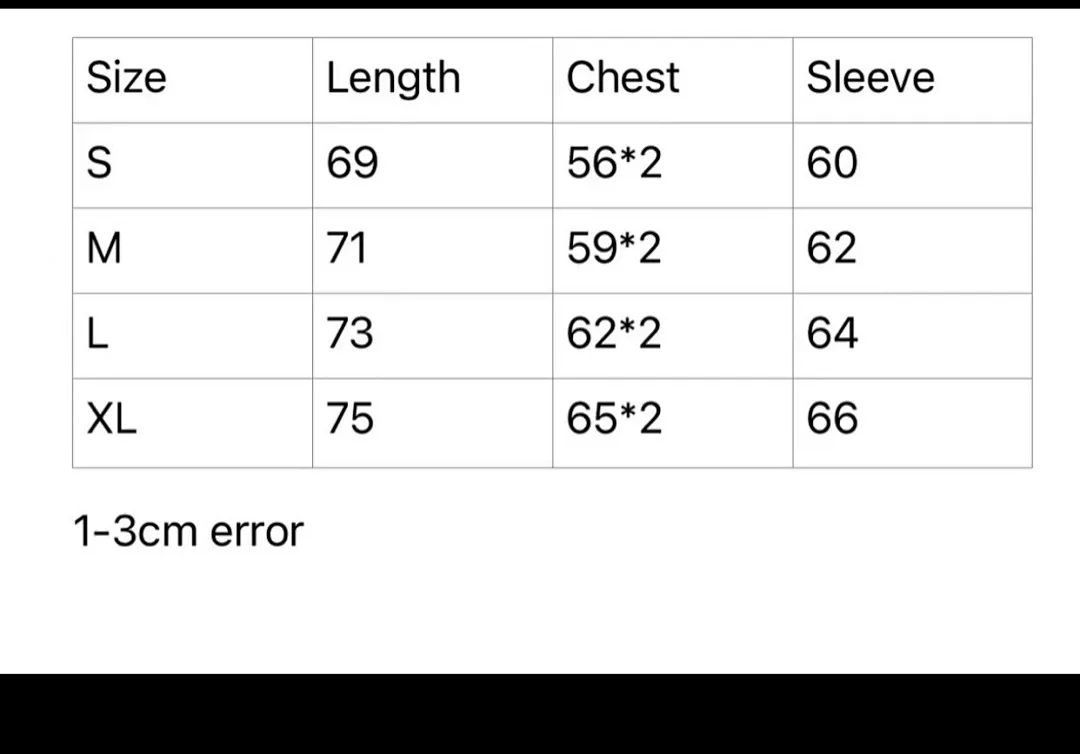 Size Length Chest Sleeve
S 69 56*2 60
M 71 59*2 62
L 73 62*2 64
XL 75 65*2 66
1-3cm error